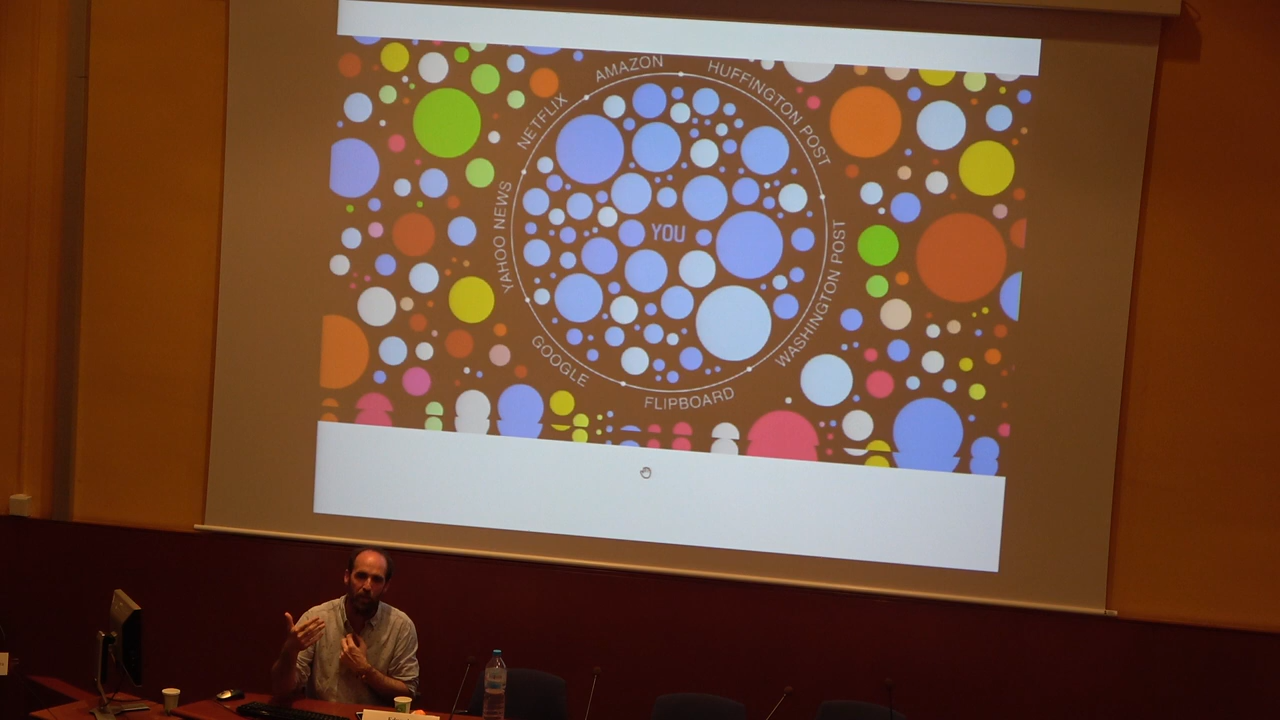 AMAZON
HUFFINGTON POST
NETFLIX
YAHOO NEWS
YOU
WASHINGTON POST
GOOGLE
FLIPBOARD